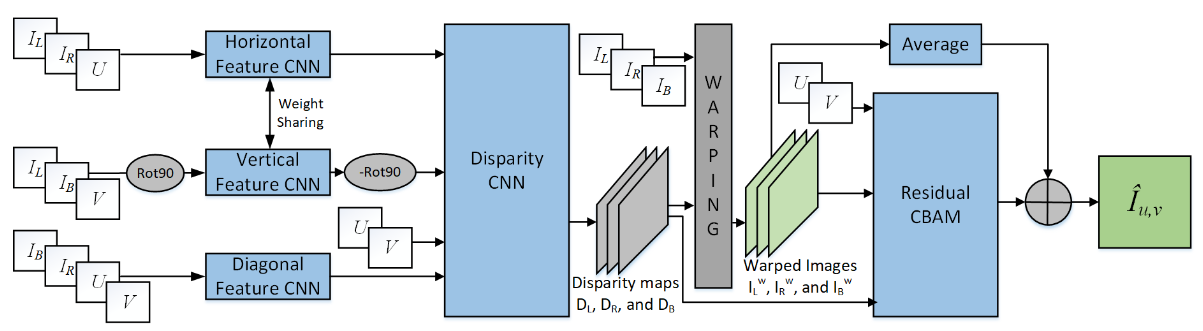 I_L
I_R
U
Horizontal
Feature CNN
Weight
Sharing
I_L
I_B
V
Rot90
Vertical
Feature CNN
-Rot90
I_B
I_R
U
V
Diagonal
Feature CNN
U
V
Disparity
CNN
I_L
I_R
I_B
Disparity maps
D_L, D_R, and D_B
W
A
R
P
I
N
G
Warped Images
I_L^w, I_R^w, and I_B^w
Average
U
V
Residual
CBAM
Î_{u,v}